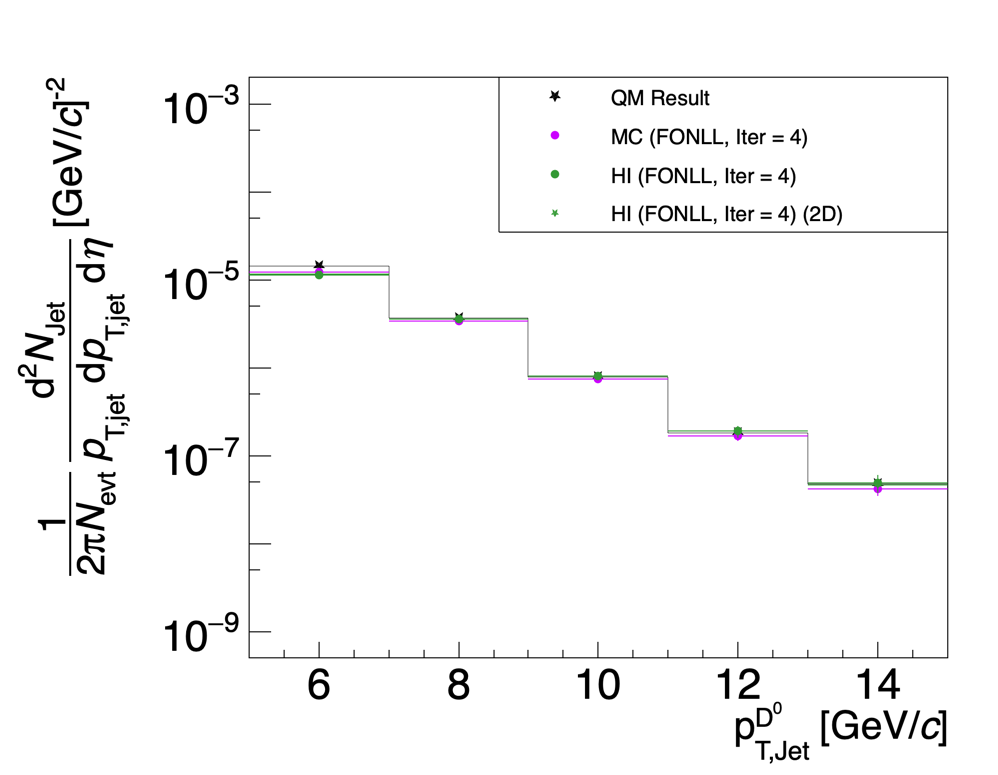 1 d²N_Jet
2πN_evt p_T,jet dp_T,jet dη [GeV/c]⁻²
10⁻³
10⁻⁵
10⁻⁷
10⁻⁹
QM Result
MC (FONLL, Iter = 4)
HI (FONLL, Iter = 4)
HI (FONLL, Iter = 4) (2D)
6 8 10 12 14
p_T,Jet^D⁰ [GeV/c]